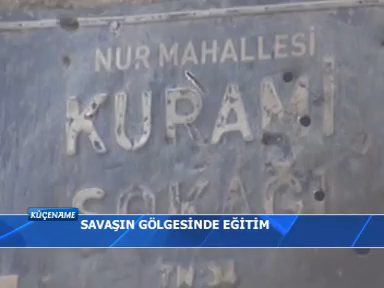 NUR MAHALLESİ
KURAMİ
SOKAĞI
KÜÇENAME
SAVAŞIN GÖLGESİNDE EĞİTİM